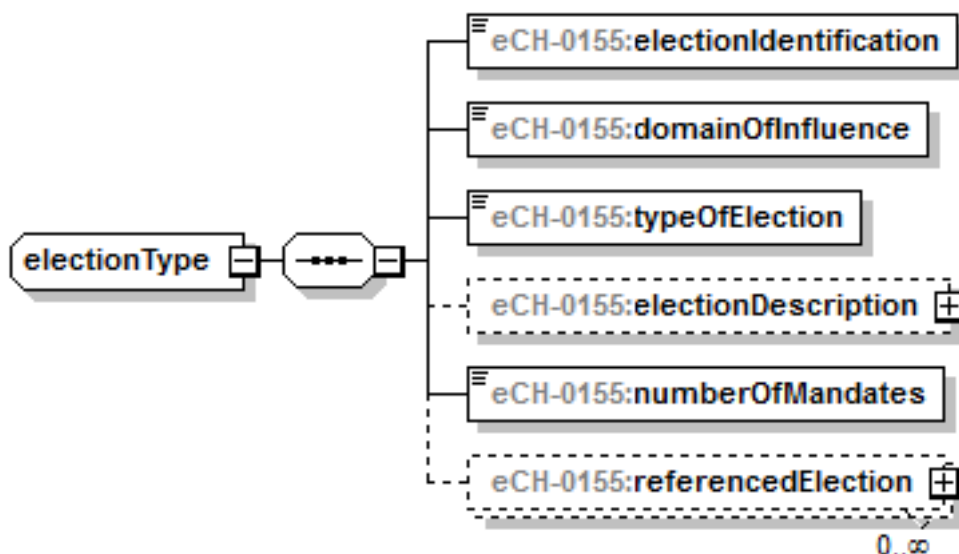 eCH-0155:electionIdentification
eCH-0155:domainOfInfluence
eCH-0155:typeOfElection
electionType
eCH-0155:electionDescription
eCH-0155:numberOfMandates
eCH-0155:referencedElection
0..∞